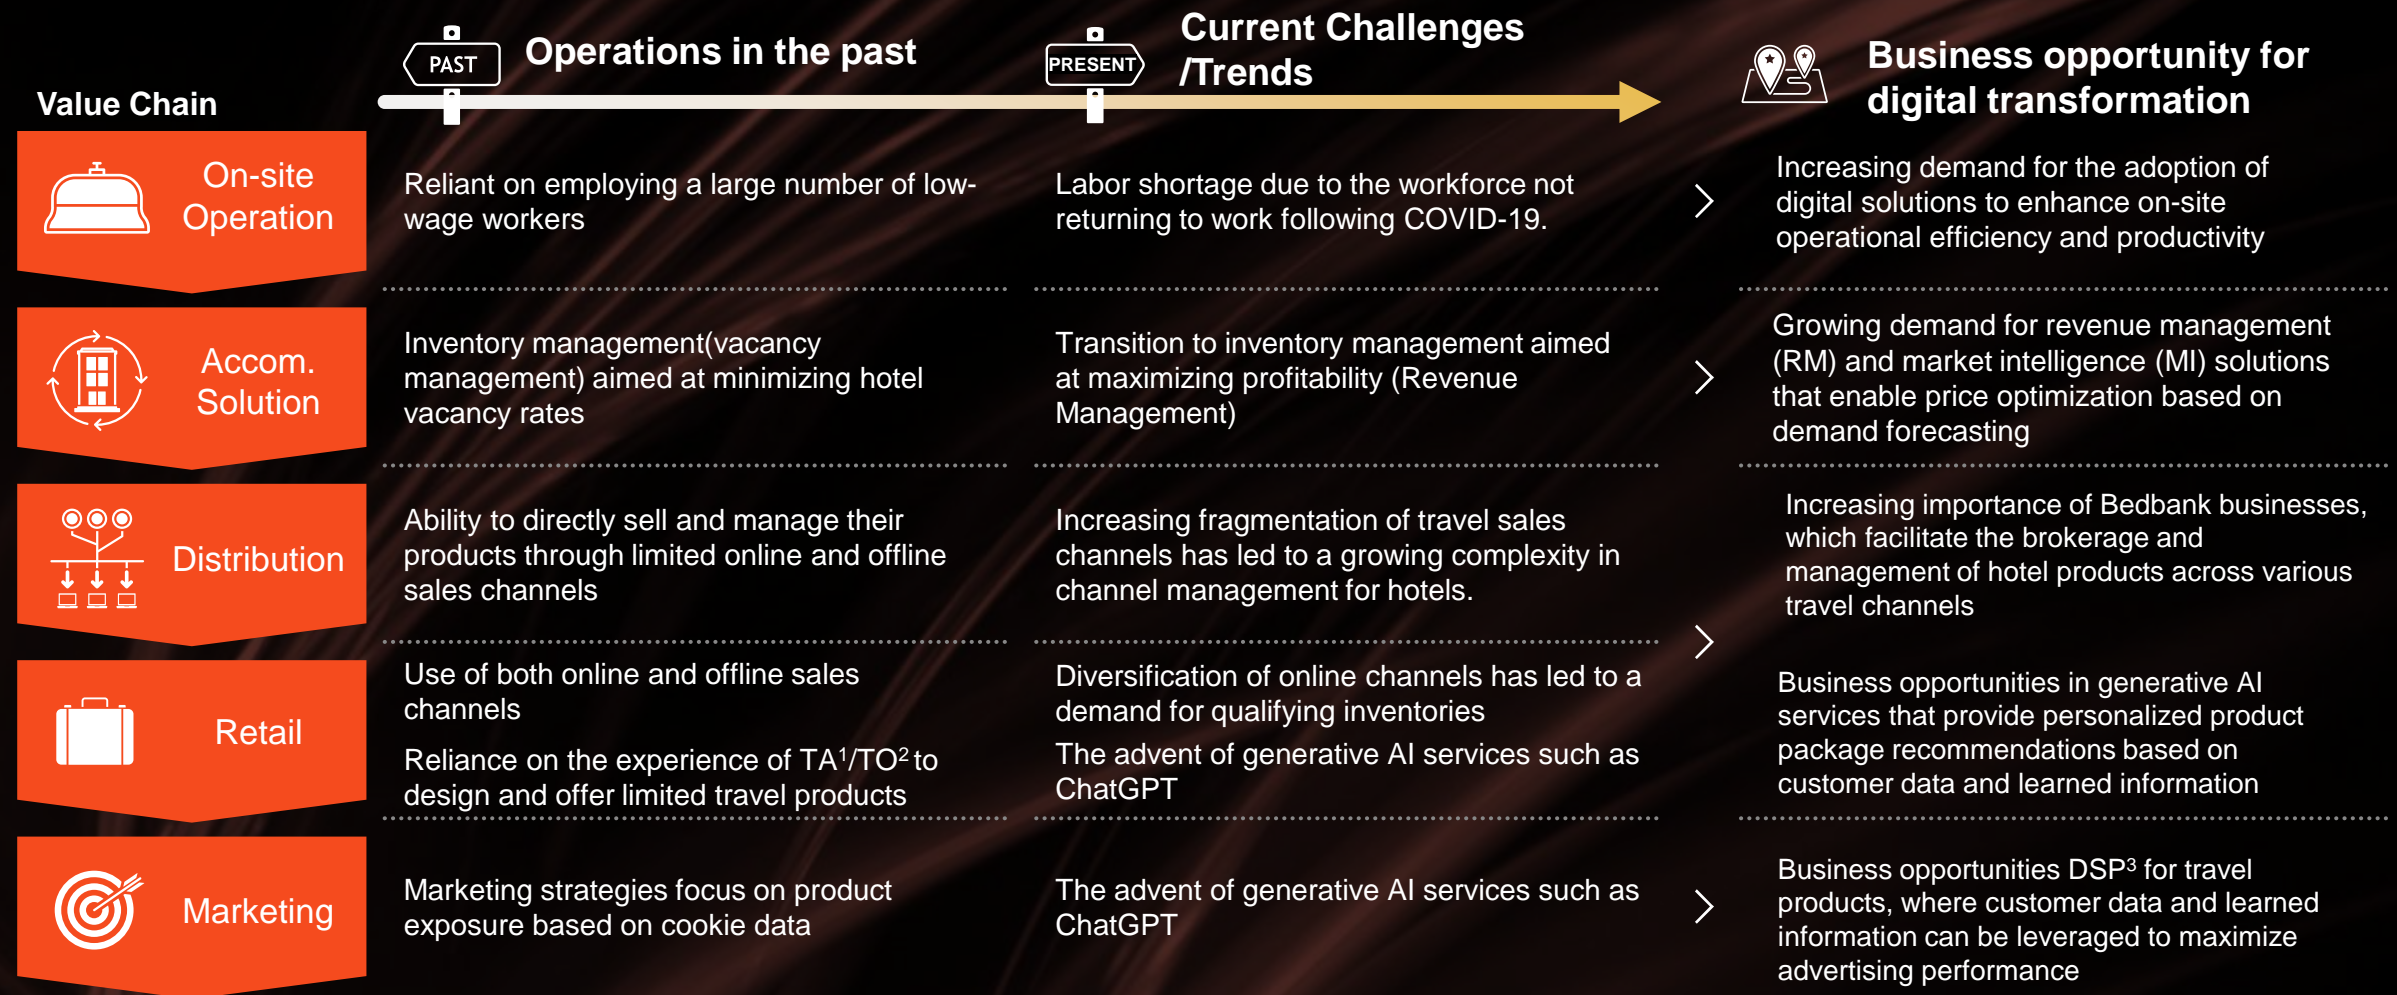 Value Chain
PAST
Operations in the past
PRESENT
Current Challenges
/Trends
Business opportunity for
digital transformation
On-site
Operation
Reliant on employing a large number of low-
wage workers
Labor shortage due to the workforce not
returning to work following COVID-19.
Increasing demand for the adoption of
digital solutions to enhance on-site
operational efficiency and productivity
Accom.
Solution
Inventory management(vacancy
management) aimed at minimizing hotel
vacancy rates
Transition to inventory management aimed
at maximizing profitability (Revenue
Management)
Growing demand for revenue management
(RM) and market intelligence (MI) solutions
that enable price optimization based on
demand forecasting
Distribution
Ability to directly sell and manage their
products through limited online and offline
sales channels
Increasing fragmentation of travel sales
channels has led to a growing complexity in
channel management for hotels.
Increasing importance of Bedbank businesses,
which facilitate the brokerage and
management of hotel products across various
travel channels
Retail
Use of both online and offline sales
channels
Reliance on the experience of TA¹/TO² to
design and offer limited travel products
Diversification of online channels has led to a
demand for qualifying inventories
The advent of generative AI services such as
ChatGPT
Business opportunities in generative AI
services that provide personalized product
package recommendations based on
customer data and learned information
Marketing
Marketing strategies focus on product
exposure based on cookie data
The advent of generative AI services such as
ChatGPT
Business opportunities DSP³ for travel
products, where customer data and learned
information can be leveraged to maximize
advertising performance